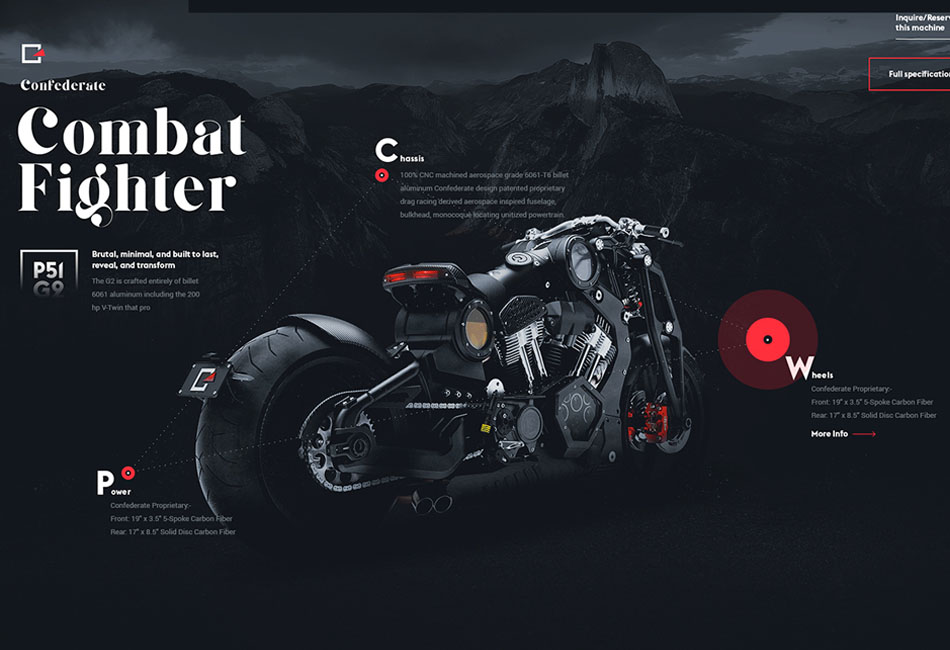 Inquire/Reser
this machine
Full specificatio
Confederate
Combat
Fighter
P51
G9
Brutal, minimal, and built to last,
reveal, and transform
The G2 is crafted entirely of billet
6061 aluminum including the 200
hp V-Twin that pro
Chassis
100% CNC machined aerospace grade 6061-T6 billet
aluminum Confederate design patented proprietary
drag racing derived aerospace inspired fuselage,
bulkhead, monocoque locating unitized powertrain.
Wheels
Confederate Proprietary:-
Front: 19" x 3.5" 5-Spoke Carbon Fiber
Rear: 17" x 8.5" Solid Disc Carbon Fiber
More Info
Power
Confederate Proprietary:-
Front: 19" x 3.5" 5-Spoke Carbon Fiber
Rear: 17" x 8.5" Solid Disc Carbon Fiber